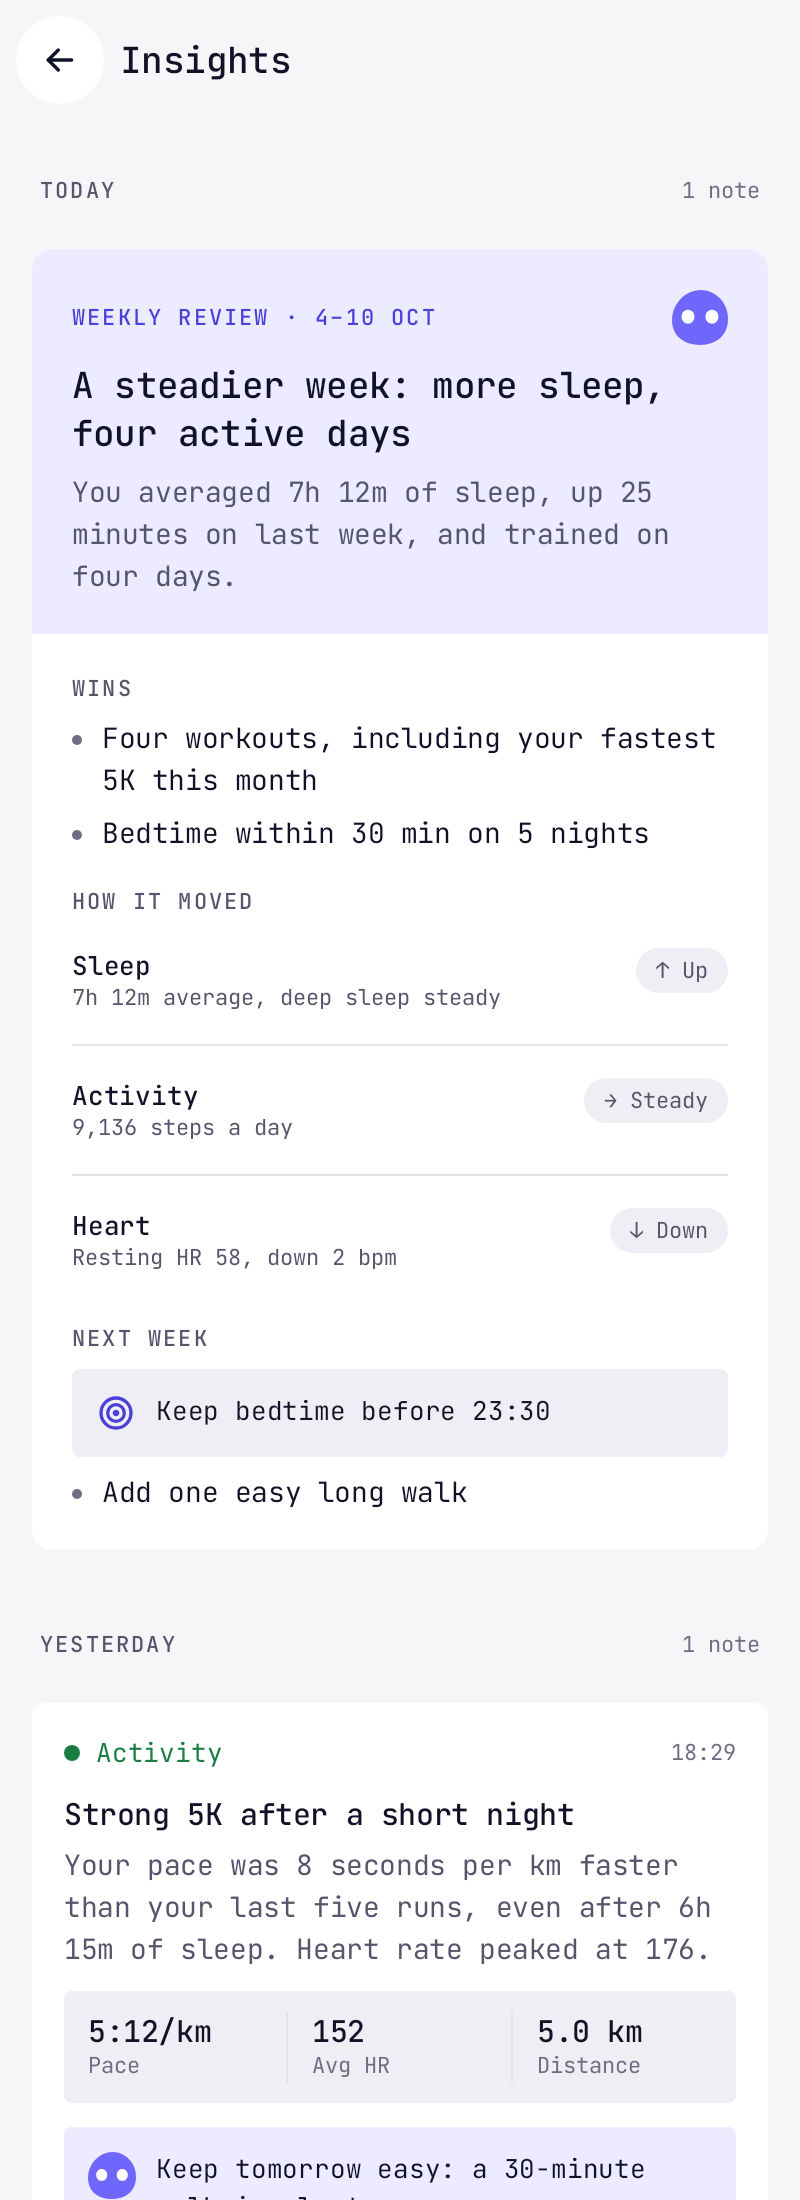 Insights
TODAY
1 note
WEEKLY REVIEW · 4–10 OCT
A steadier week: more sleep,
four active days
You averaged 7h 12m of sleep, up 25
minutes on last week, and trained on
four days.
WINS
• Four workouts, including your fastest
5K this month
• Bedtime within 30 min on 5 nights
HOW IT MOVED
Sleep
↑ Up
7h 12m average, deep sleep steady
Activity
→ Steady
9,136 steps a day
Heart
↓ Down
Resting HR 58, down 2 bpm
NEXT WEEK
Keep bedtime before 23:30
• Add one easy long walk
YESTERDAY
1 note
Activity
18:29
Strong 5K after a short night
Your pace was 8 seconds per km faster
than your last five runs, even after 6h
15m of sleep. Heart rate peaked at 176.
5:12/km
Pace
152
Avg HR
5.0 km
Distance
Keep tomorrow easy: a 30-minute